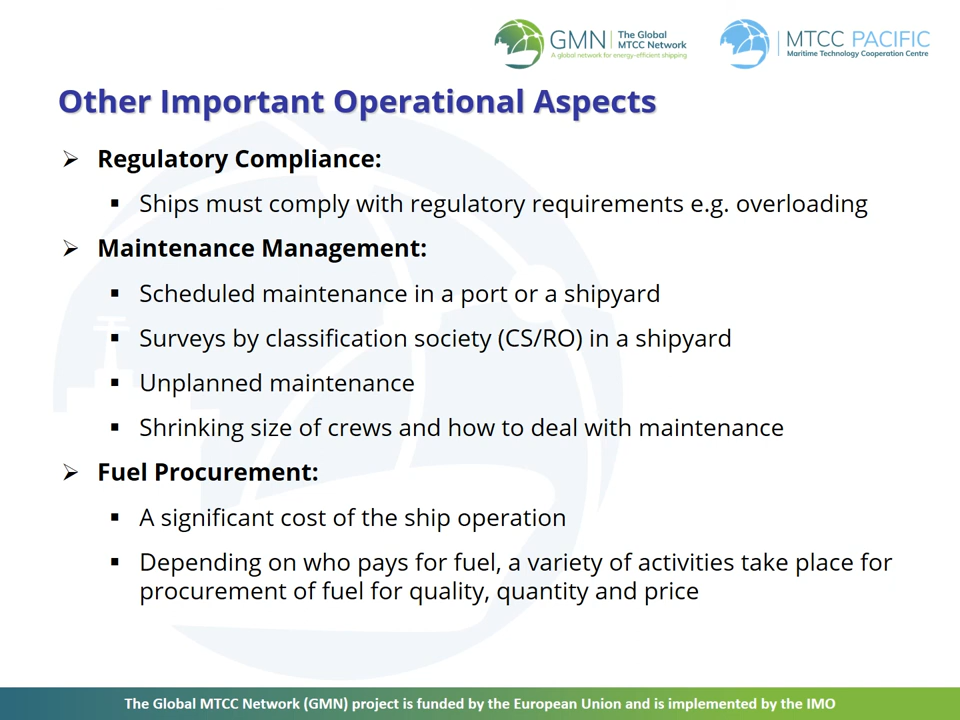 GMN
The Global
MTCC Network
A global network for energy-efficient shipping
MTCC PACIFIC
Maritime Technology Cooperation Centre
Other Important Operational Aspects
Regulatory Compliance:
Ships must comply with regulatory requirements e.g. overloading
Maintenance Management:
Scheduled maintenance in a port or a shipyard
Surveys by classification society (CS/RO) in a shipyard
Unplanned maintenance
Shrinking size of crews and how to deal with maintenance
Fuel Procurement:
A significant cost of the ship operation
Depending on who pays for fuel, a variety of activities take place for
procurement of fuel for quality, quantity and price
The Global MTCC Network (GMN) project is funded by the European Union and is implemented by the IMO